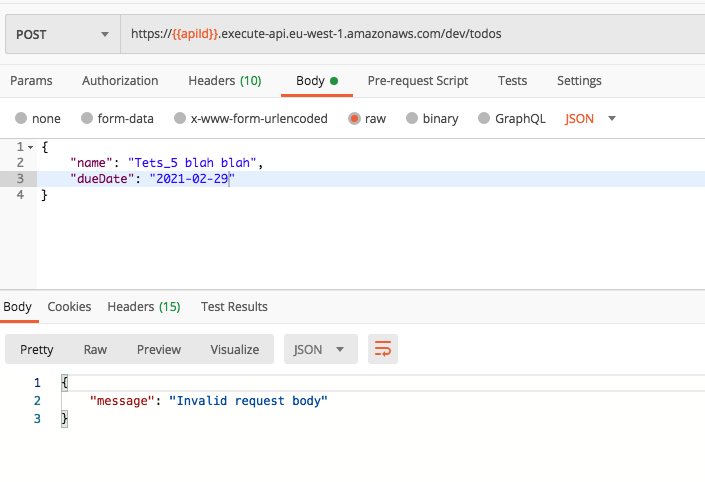 POST https://{{apiId}}.execute-api.eu-west-1.amazonaws.com/dev/todos
Params Authorization Headers (10) Body Pre-request Script Tests Settings
none form-data x-www-form-urlencoded raw binary GraphQL JSON
1 {
2 "name": "Tets_5 blah blah",
3 "dueDate": "2021-02-29"
4 }
Body Cookies Headers (15) Test Results
Pretty Raw Preview Visualize JSON
1 {
2 "message": "Invalid request body"
3 }